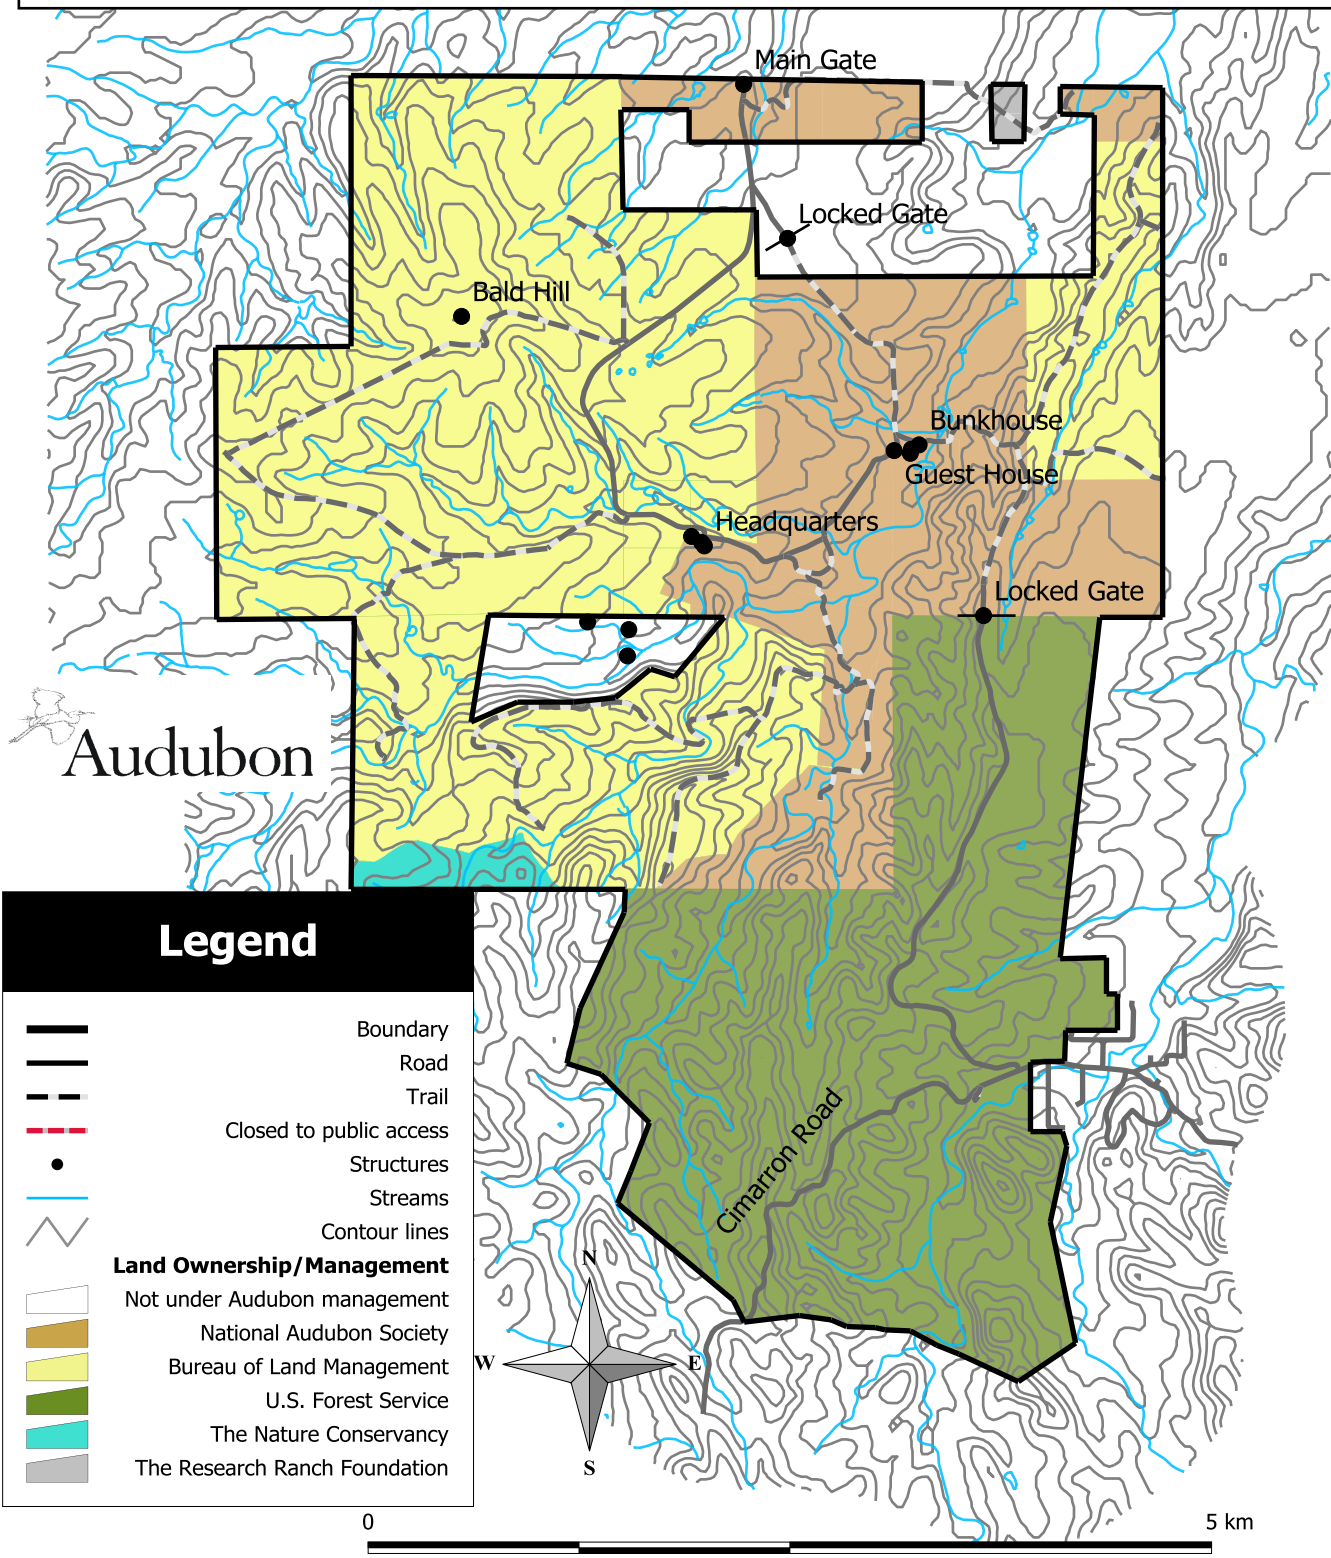 Main Gate
Locked Gate
Bald Hill
Bunkhouse
Guest House
Headquarters
Locked Gate
Audubon
Legend
Boundary
Road
Trail
Closed to public access
Structures
Streams
Contour lines
Land Ownership/Management
Not under Audubon management
National Audubon Society
Bureau of Land Management
U.S. Forest Service
The Nature Conservancy
The Research Ranch Foundation
Cimarron Road
N
W
E
S
0
5 km